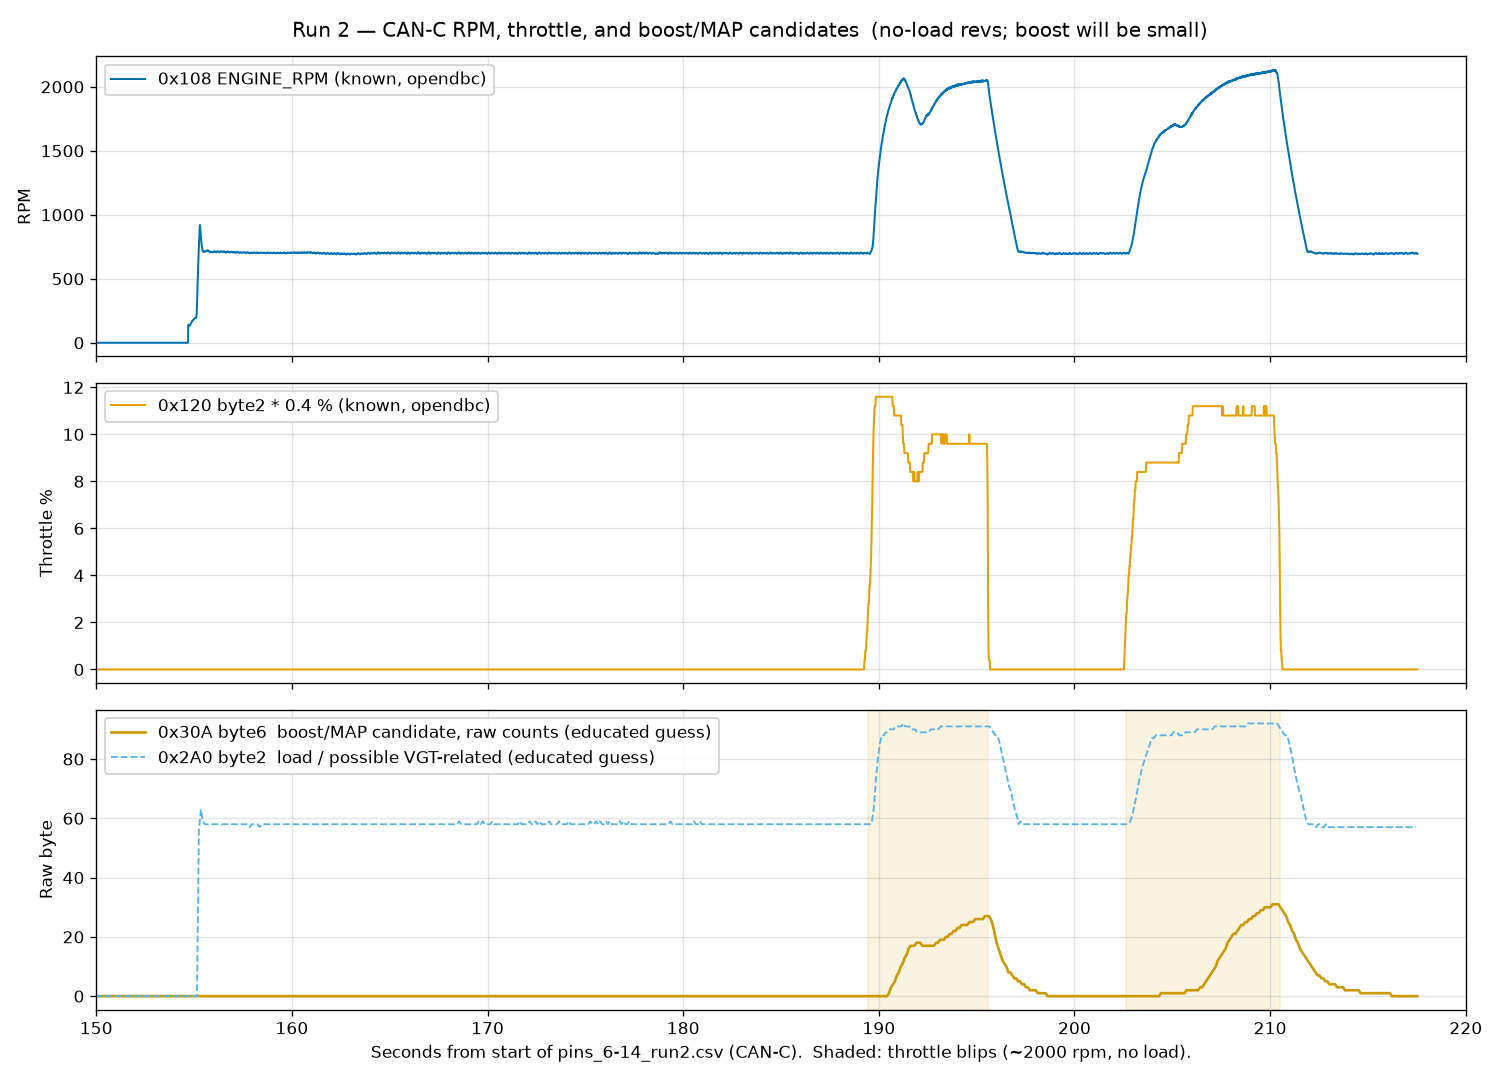 Run 2 — CAN-C RPM, throttle, and boost/MAP candidates  (no-load revs; boost will be small)
0x108 ENGINE_RPM (known, opendbc)
2000
1500
1000
500
0
RPM
0x120 byte2 * 0.4 % (known, opendbc)
12
10
8
6
4
2
0
Throttle %
0x30A byte6  boost/MAP candidate, raw counts (educated guess)
0x2A0 byte2  load / possible VGT-related (educated guess)
80
60
40
20
0
Raw byte
150 160 170 180 190 200 210 220
Seconds from start of pins_6-14_run2.csv (CAN-C).  Shaded: throttle blips (~2000 rpm, no load).